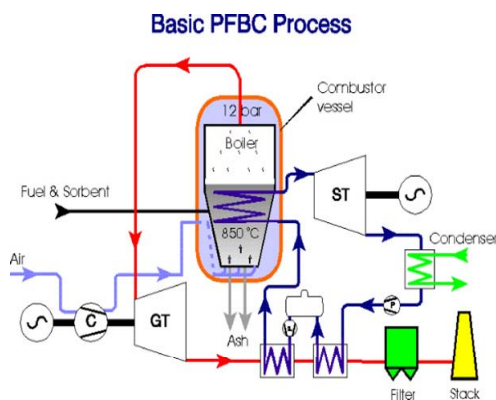 Basic PFBC Process
Combustor
vessel
12 bar
Boiler
Fuel & Sorbent
850 °C
ST
Air
Condenser
C
GT
P
Ash
Filter
Stack